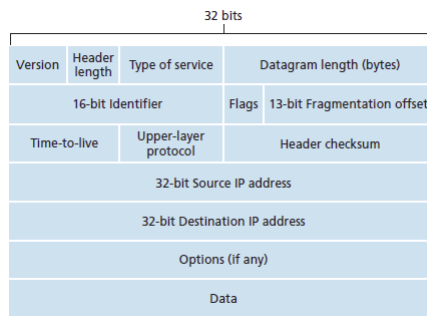 32 bits
Version
Header
length
Type of service
Datagram length (bytes)
16-bit Identifier
Flags
13-bit Fragmentation offset
Time-to-live
Upper-layer
protocol
Header checksum
32-bit Source IP address
32-bit Destination IP address
Options (if any)
Data